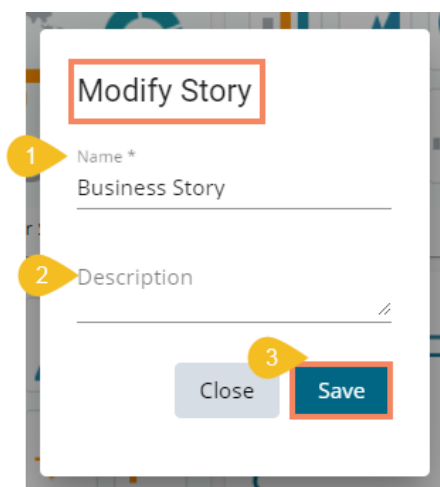 Modify Story
1
Name *
Business Story
2
Description
3
Close
Save